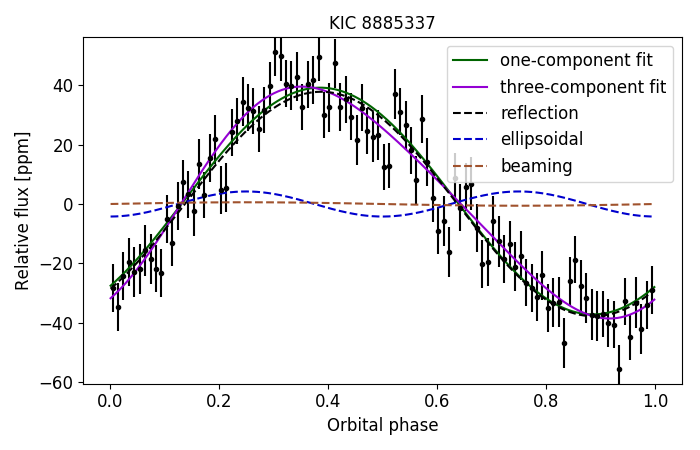 KIC 8885337
one-component fit
three-component fit
reflection
ellipsoidal
beaming
Relative flux [ppm]
40
20
0
−20
−40
−60
0.0 0.2 0.4 0.6 0.8 1.0
Orbital phase